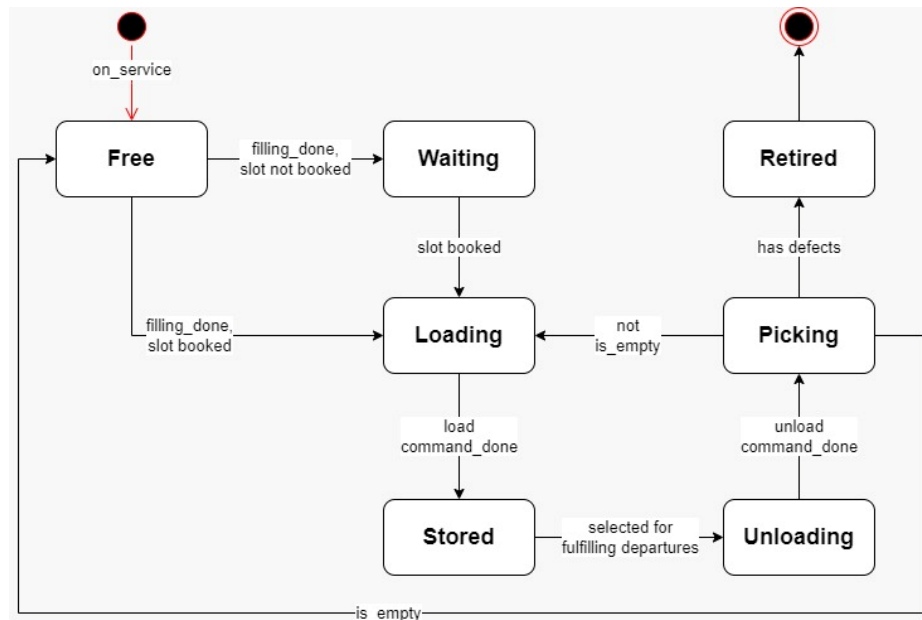 on_service
Free
filling_done,
slot not booked
Waiting
Retired
slot booked
has defects
filling_done,
slot booked
Loading
not
is_empty
Picking
load
command_done
unload
command_done
Stored
selected for
fulfilling departures
Unloading
is_empty